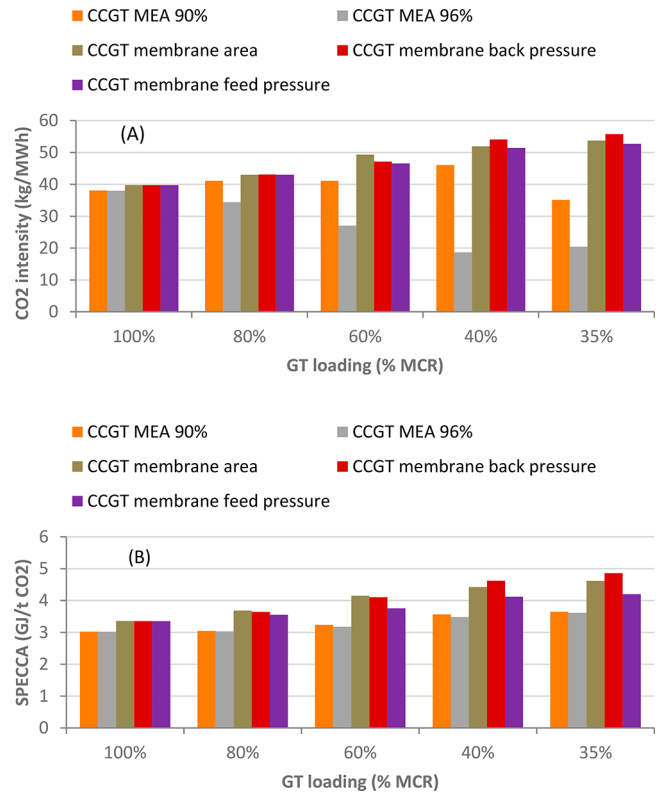 CCGT MEA 90% CCGT MEA 96%
CCGT membrane area CCGT membrane back pressure
CCGT membrane feed pressure
(A)
CO2 intensity (kg/MWh)
60
50
40
30
20
10
0
100% 80% 60% 40% 35%
GT loading (% MCR)
CCGT MEA 90% CCGT MEA 96%
CCGT membrane area CCGT membrane back pressure
CCGT membrane feed pressure
(B)
SPECCA (GJ/t CO2)
6
5
4
3
2
1
0
100% 80% 60% 40% 35%
GT loading (% MCR)